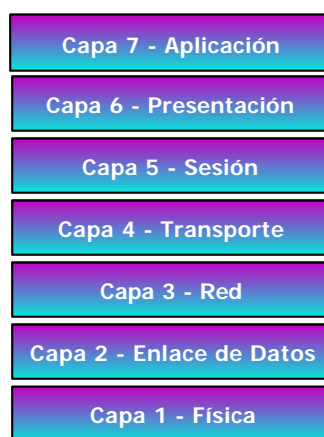 Capa 7 - Aplicación
Capa 6 - Presentación
Capa 5 - Sesión
Capa 4 - Transporte
Capa 3 - Red
Capa 2 - Enlace de Datos
Capa 1 - Física